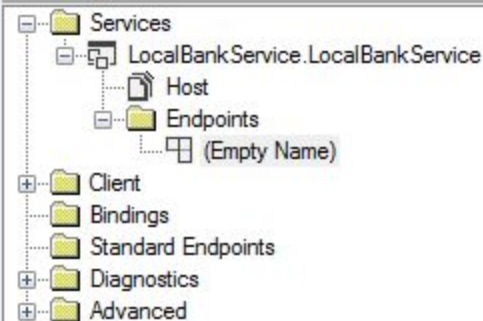 Services
LocalBankService.LocalBankService
Host
Endpoints
(Empty Name)
Client
Bindings
Standard Endpoints
Diagnostics
Advanced